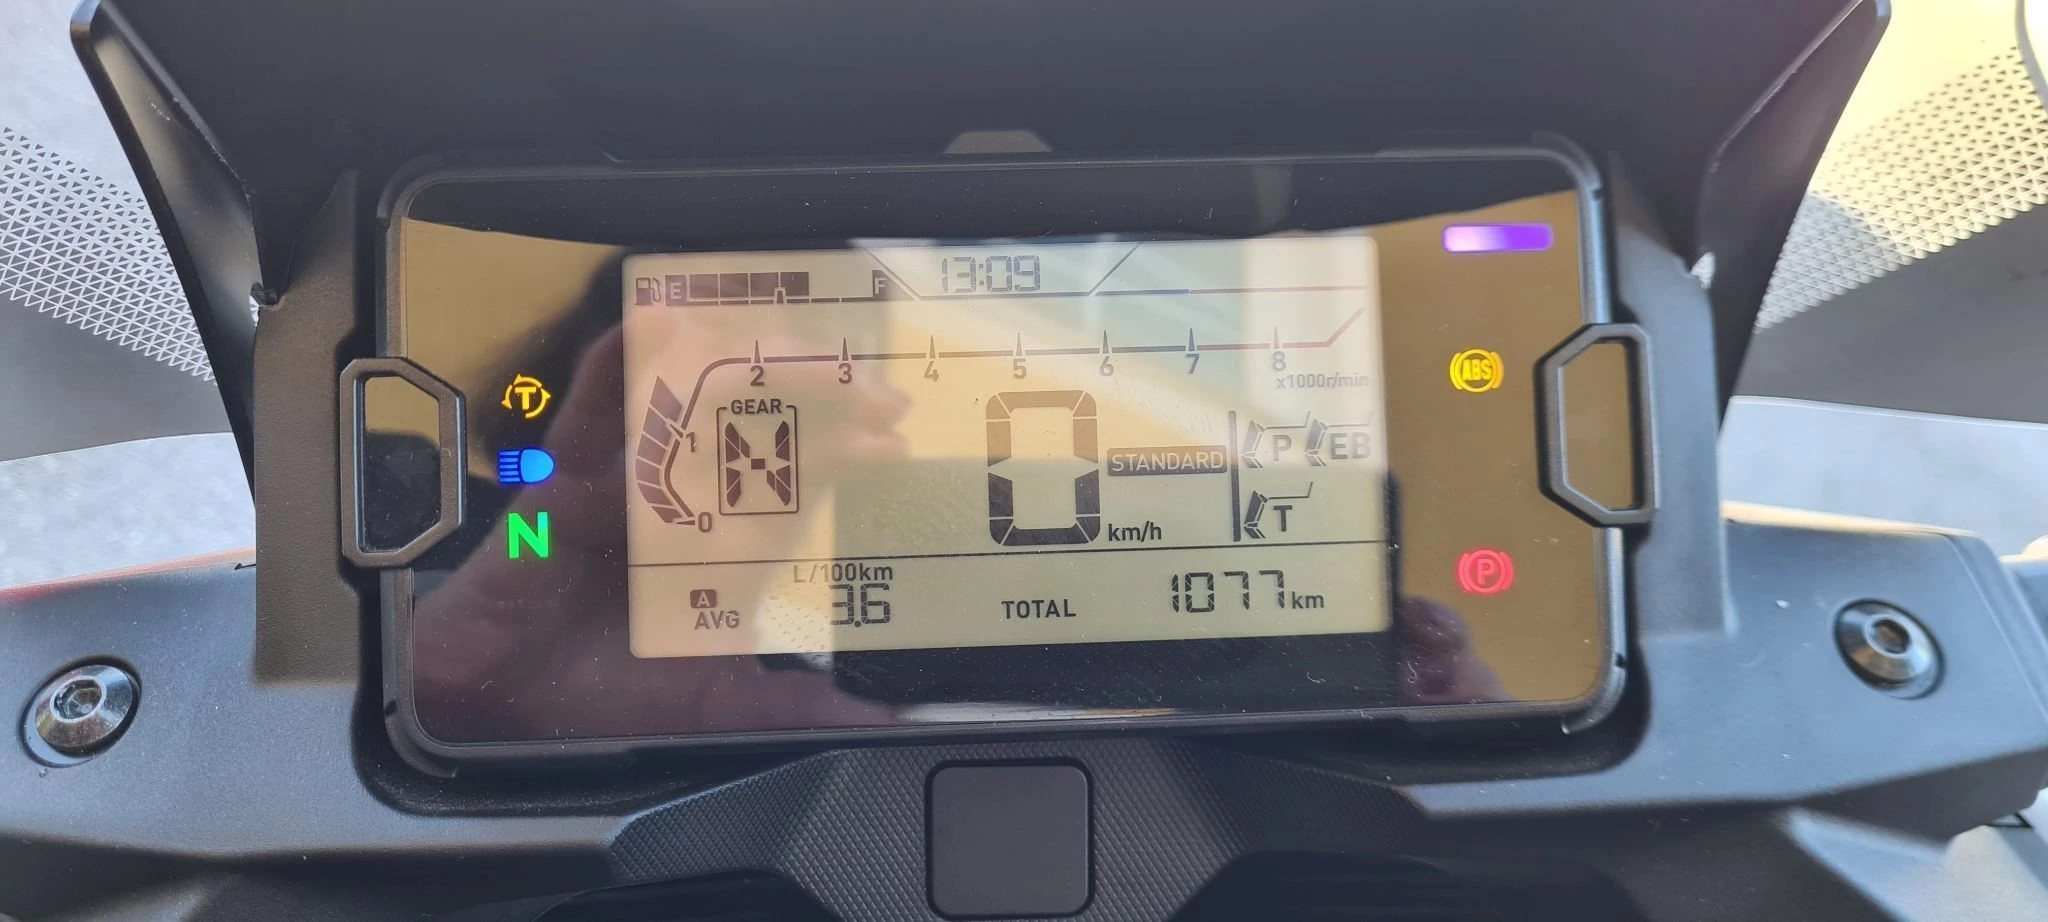 E F 13:09
2 3 4 5 6 7 8
x1000r/min
T ABS
GEAR
1 N 0 STANDARD P EB
0 T
N km/h
L/100km
A
AVG 3.6 TOTAL 1077 km
P